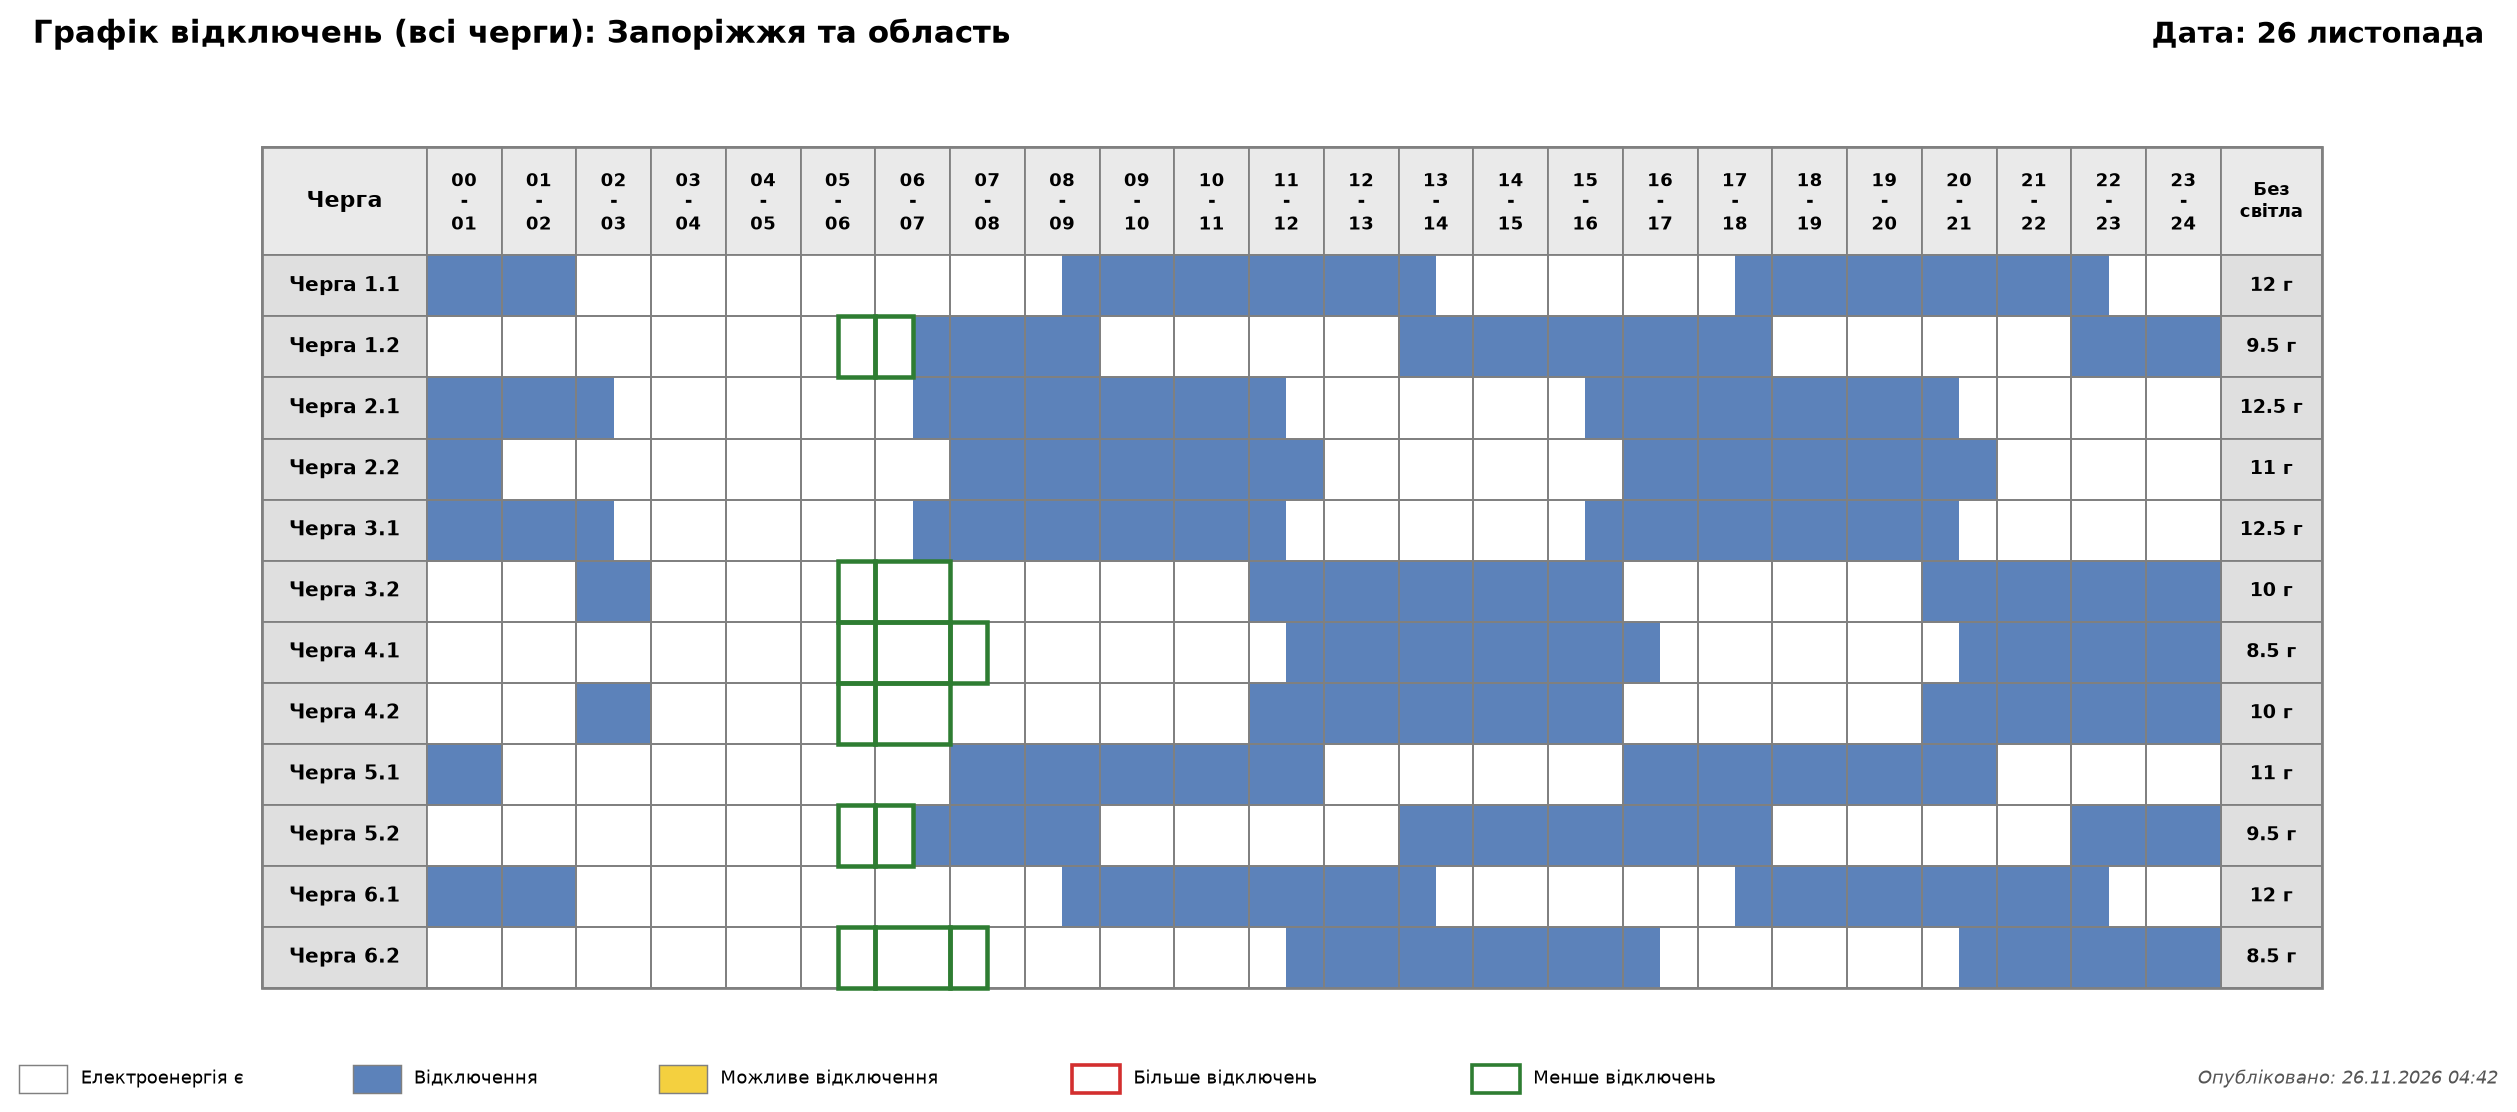 Графік відключень (всі черги): Запоріжжя та область
Дата: 26 листопада
Черга
00 - 01
01 - 02
02 - 03
03 - 04
04 - 05
05 - 06
06 - 07
07 - 08
08 - 09
09 - 10
10 - 11
11 - 12
12 - 13
13 - 14
14 - 15
15 - 16
16 - 17
17 - 18
18 - 19
19 - 20
20 - 21
21 - 22
22 - 23
23 - 24
Без світла
Черга 1.1 12 г
Черга 1.2 9.5 г
Черга 2.1 12.5 г
Черга 2.2 11 г
Черга 3.1 12.5 г
Черга 3.2 10 г
Черга 4.1 8.5 г
Черга 4.2 10 г
Черга 5.1 11 г
Черга 5.2 9.5 г
Черга 6.1 12 г
Черга 6.2 8.5 г
Електроенергія є
Відключення
Можливе відключення
Більше відключень
Менше відключень
Опубліковано: 26.11.2026 04:42